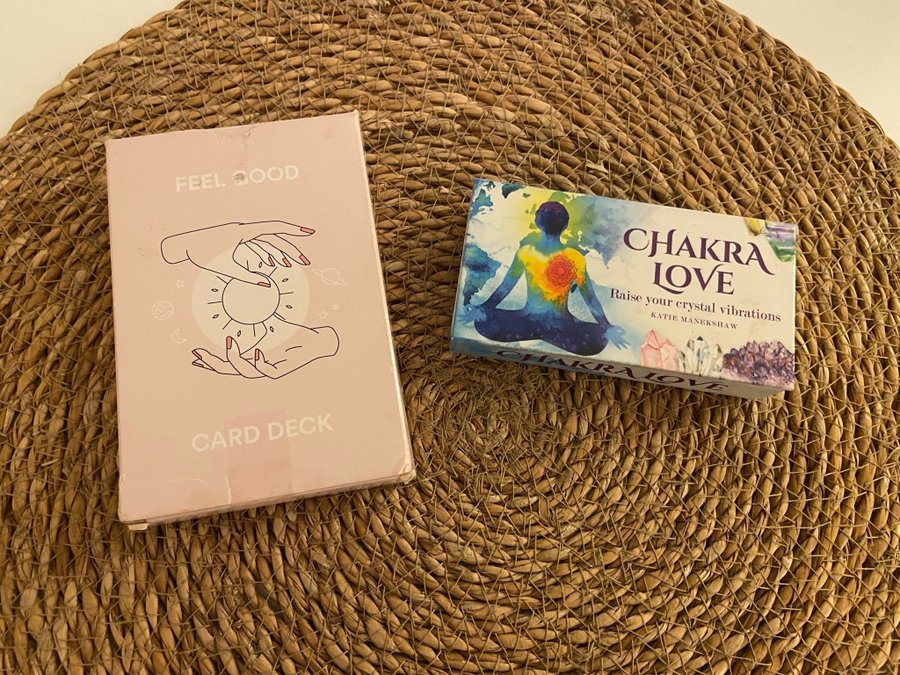 FEEL GOOD
CARD DECK
CHAKRA
LOVE
Raise your crystal vibrations
KATIE MANEKSHAW
CHAKRA LOVE